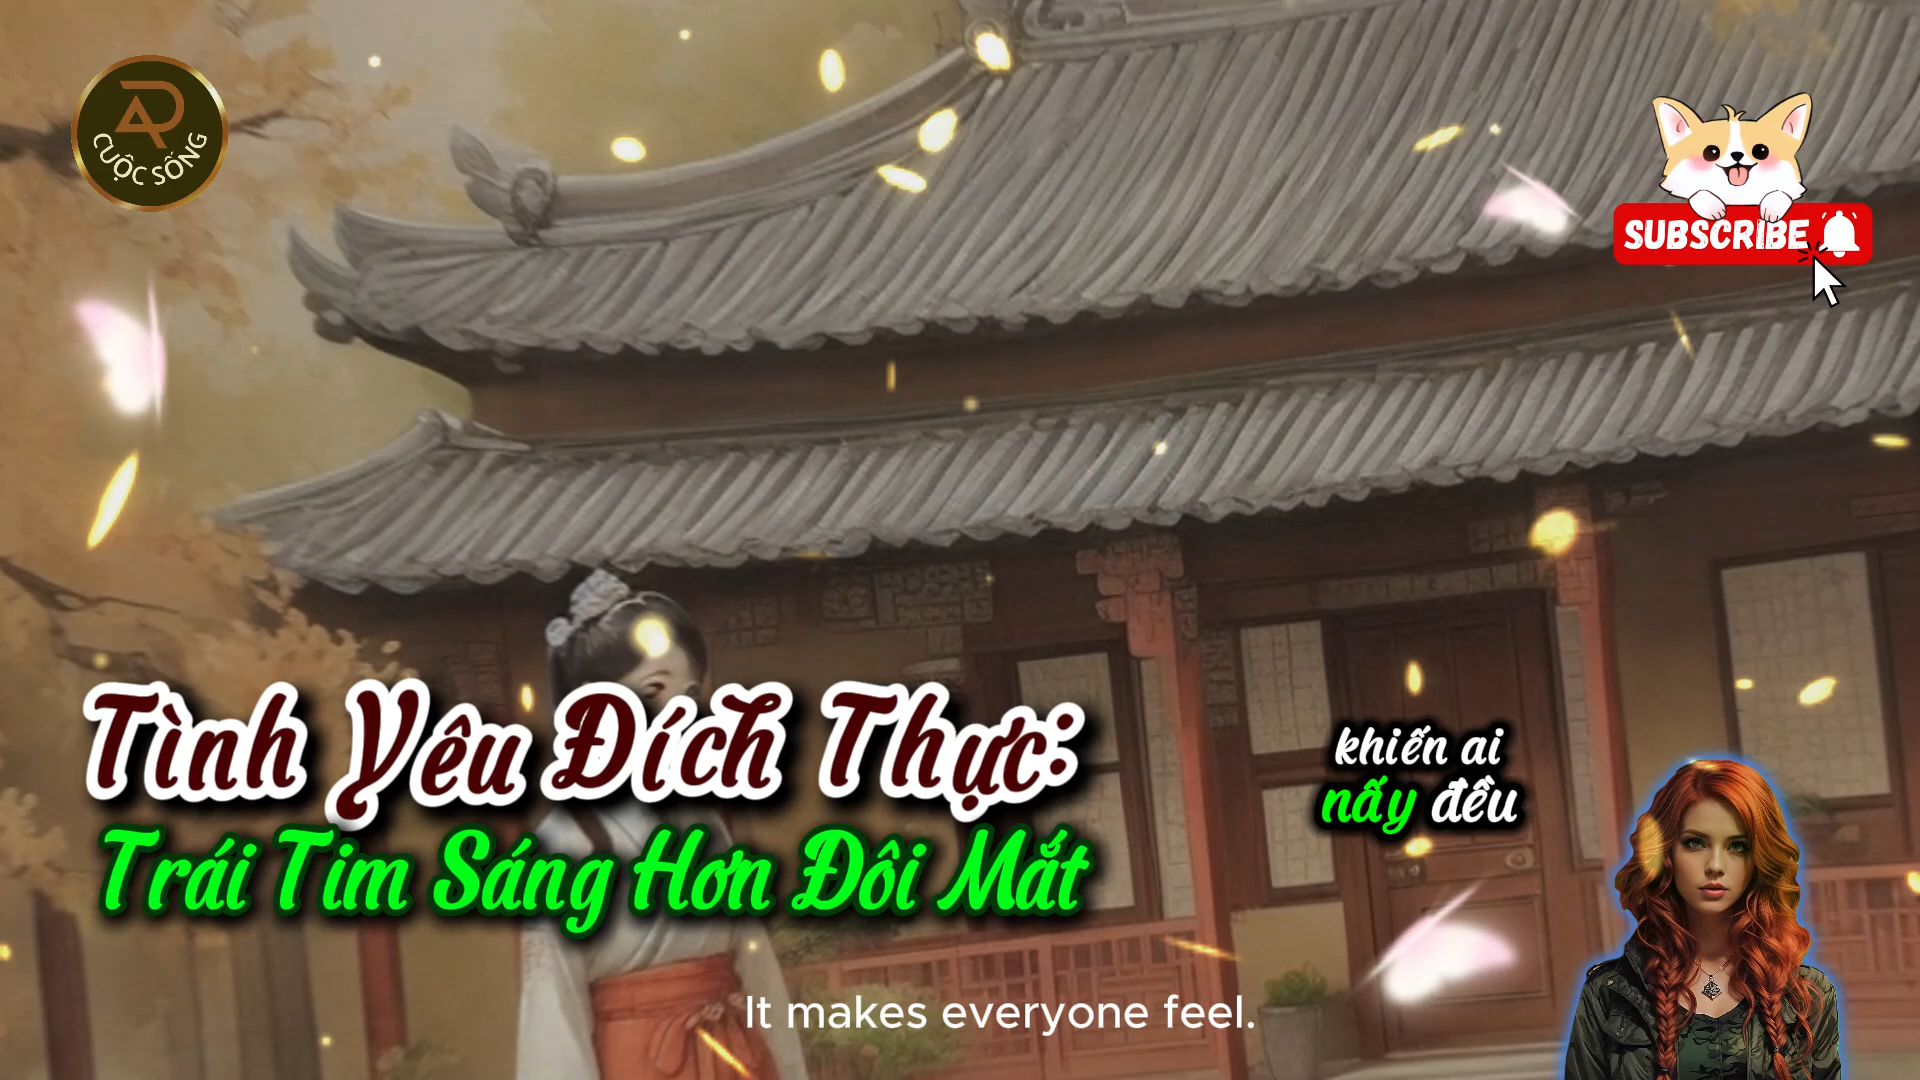 CUỘC SỐNG
SUBSCRIBE
Tình Yêu Đích Thực:
Trái Tim Sáng Hơn Đôi Mắt
khiến ai
nấy đều
It makes everyone feel.